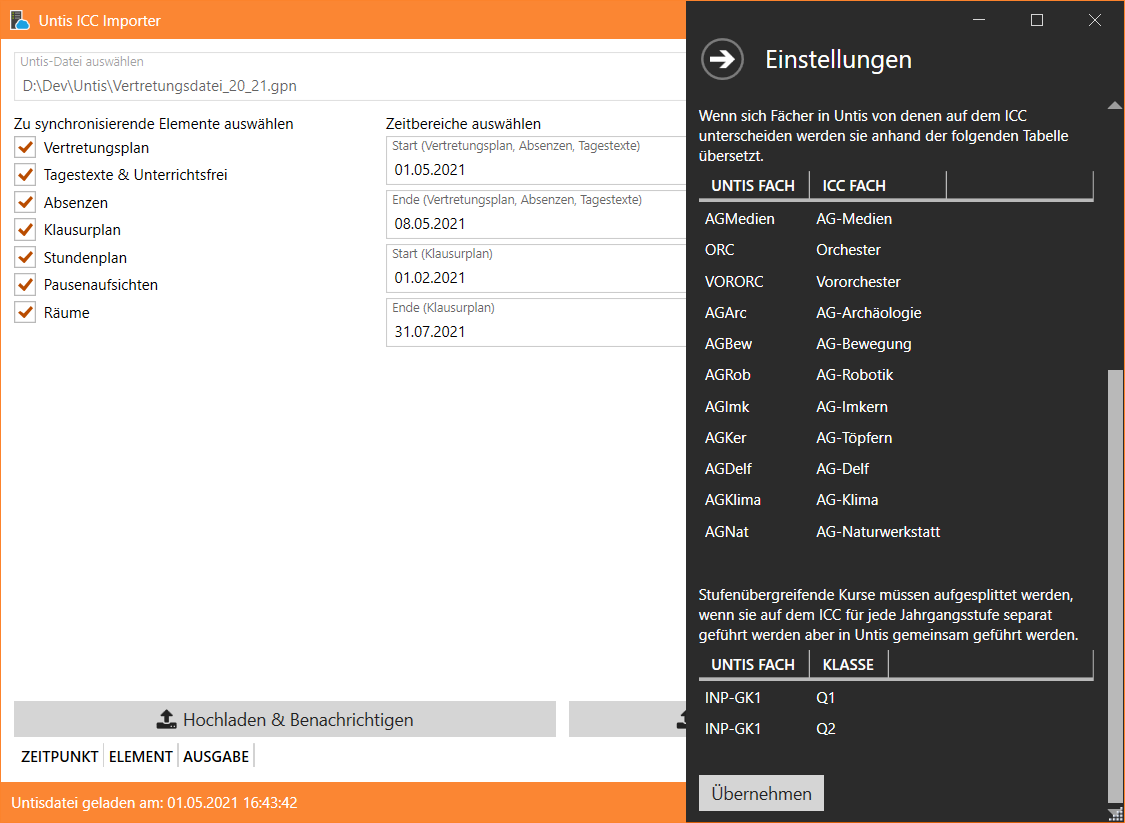 Untis ICC Importer
Untis-Datei auswählen
D:\Dev\Untis\Vertretungsdatei_20_21.gpn
Zu synchronisierende Elemente auswählen
Vertretungsplan
Tagestexte & Unterrichtsfrei
Absenzen
Klausurplan
Stundenplan
Pausenaufsichten
Räume
Zeitbereiche auswählen
Start (Vertretungsplan, Absenzen, Tagestexte)
01.05.2021
Ende (Vertretungsplan, Absenzen, Tagestexte)
08.05.2021
Start (Klausurplan)
01.02.2021
Ende (Klausurplan)
31.07.2021
Hochladen & Benachrichtigen
ZEITPUNKT ELEMENT AUSGABE
Untisdatei geladen am: 01.05.2021 16:43:42
Einstellungen
Wenn sich Fächer in Untis von denen auf dem ICC
unterscheiden werden sie anhand der folgenden Tabelle
übersetzt.
UNTIS FACH ICC FACH
AGMedien AG-Medien
ORC Orchester
VORORC Vororchester
AGArc AG-Archäologie
AGBew AG-Bewegung
AGRob AG-Robotik
AGImk AG-Imkern
AGKer AG-Töpfern
AGDelf AG-Delf
AGKlima AG-Klima
AGNat AG-Naturwerkstatt
Stufenübergreifende Kurse müssen aufgesplittet werden,
wenn sie auf dem ICC für jede Jahrgangsstufe separat
geführt werden aber in Untis gemeinsam geführt werden.
UNTIS FACH KLASSE
INP-GK1 Q1
INP-GK1 Q2
Übernehmen